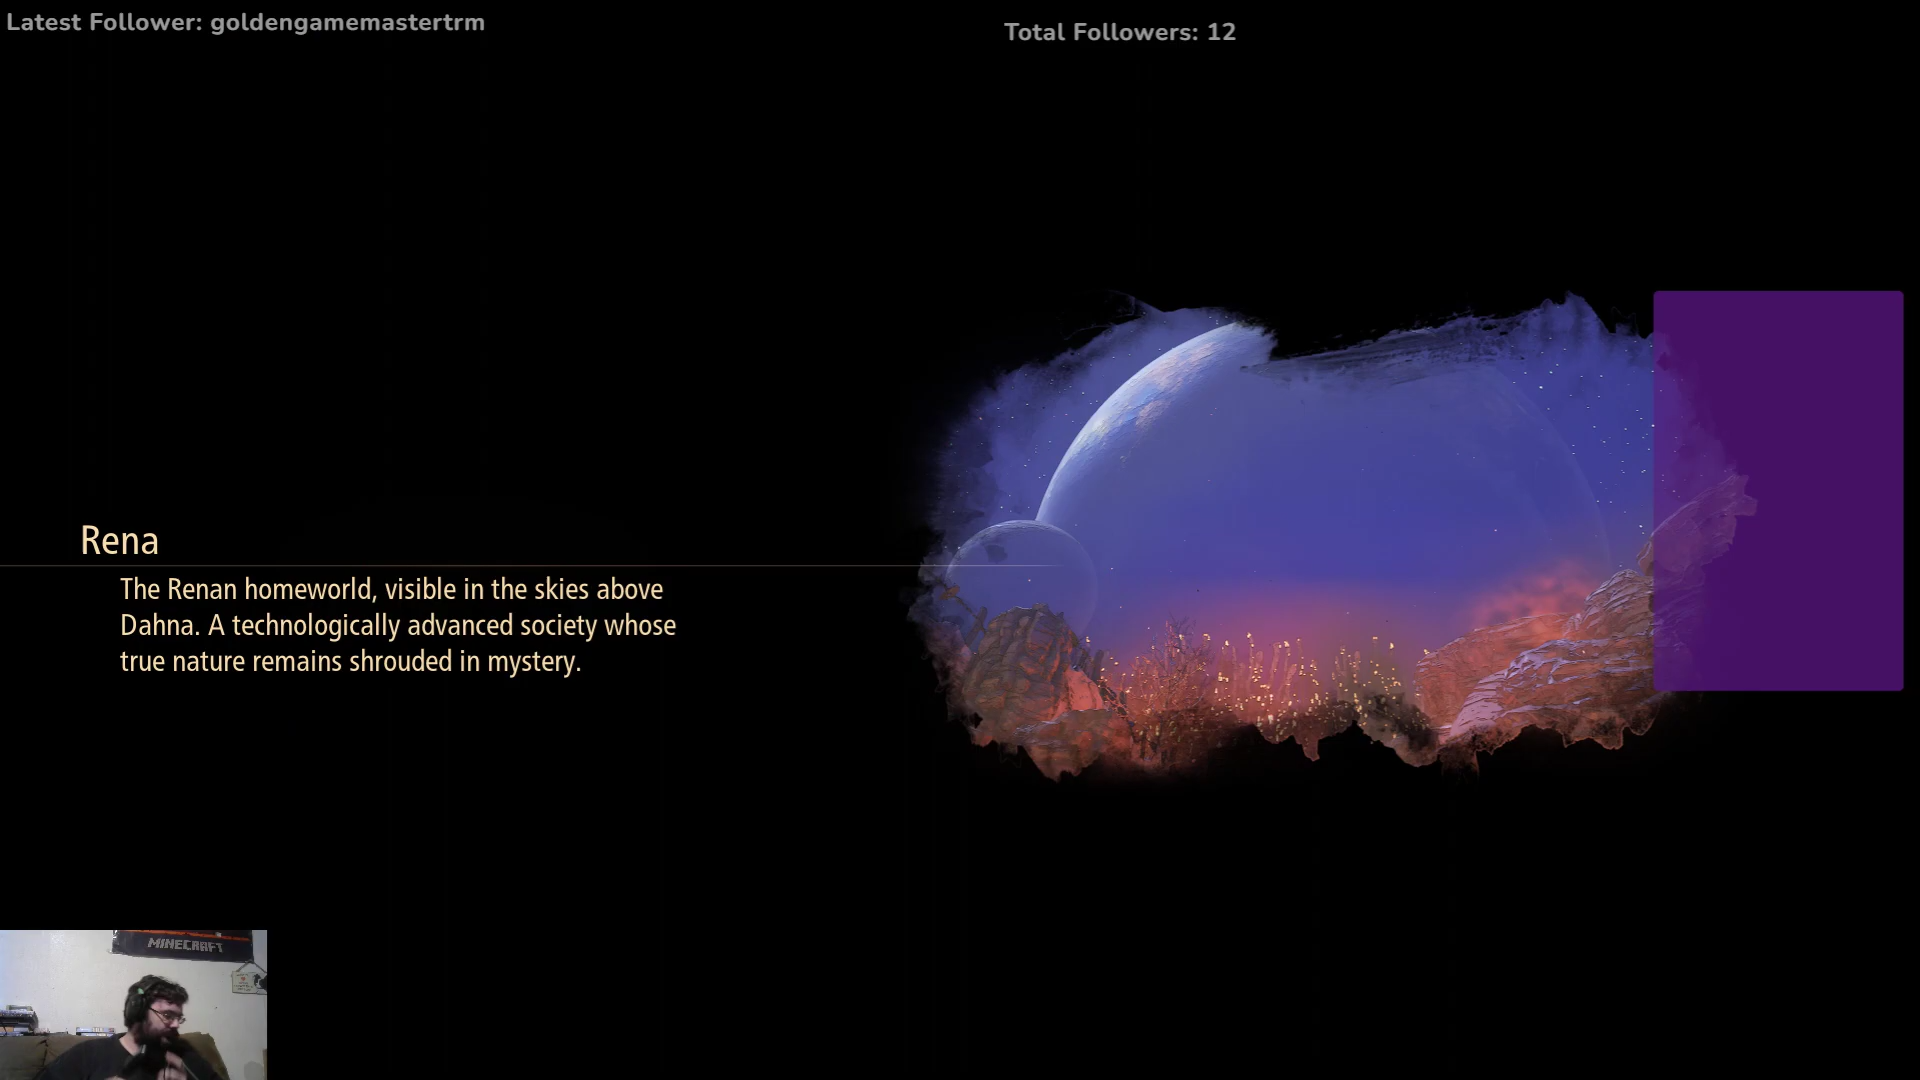 Latest Follower: goldengamemastertrm
Total Followers: 12
Rena
The Renan homeworld, visible in the skies above
Dahna. A technologically advanced society whose
true nature remains shrouded in mystery.
MINECRAFT